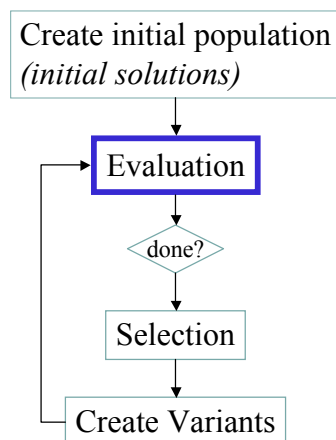 Create initial population
(initial solutions)
Evaluation
done?
Selection
Create Variants